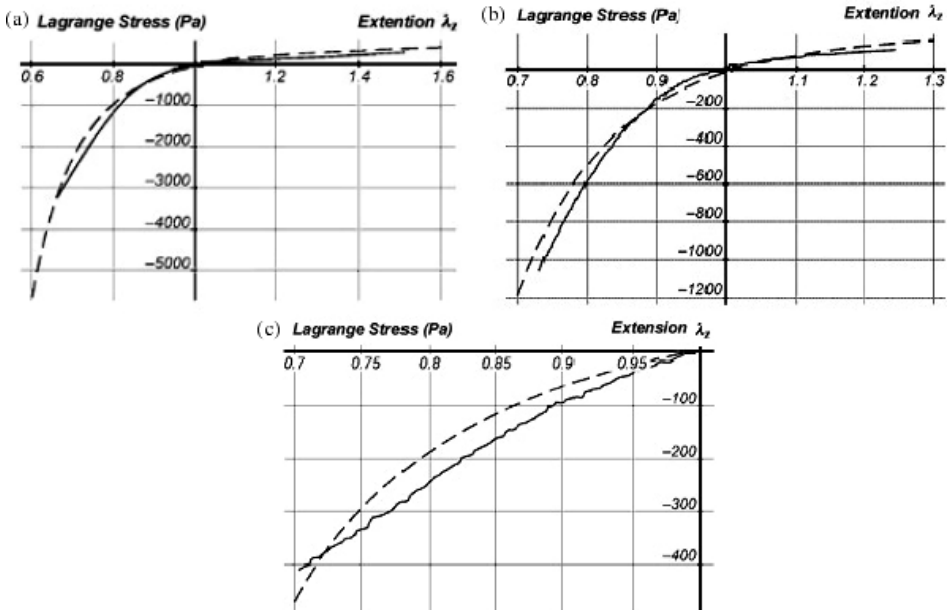 (a) Lagrange Stress (Pa) Extention λz
0.6 0.8 1.2 1.4 1.6
−1000
−2000
−3000
−4000
−5000
(b) Lagrange Stress (Pa) Extention λz
0.7 0.8 0.9 1.1 1.2 1.3
−200
−400
−600
−800
−1000
−1200
(c) Lagrange Stress (Pa) Extension λz
0.7 0.75 0.8 0.85 0.9 0.95
−100
−200
−300
−400